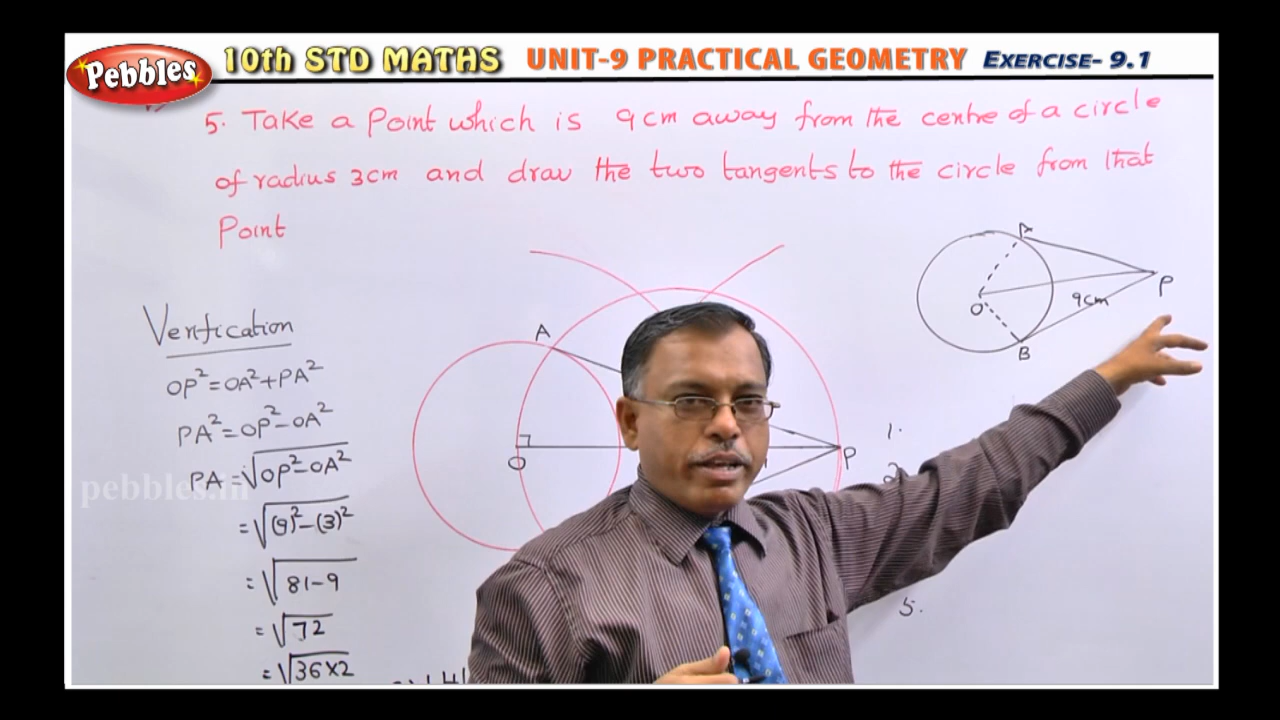 Pebbles 10th STD MATHS UNIT-9 PRACTICAL GEOMETRY EXERCISE- 9.1
5. Take a Point which is 9cm away from the centre of a circle
of radius 3cm and draw the two tangents to the circle from that
Point
Verification
OP²=OA²+PA²
PA²=OP²-OA²
PA =√OP²-OA²
=√(9)²-(3)²
=√81-9
=√72
=√36×2
A
O
P
A
O
9cm
P
B
1.
2.
5.